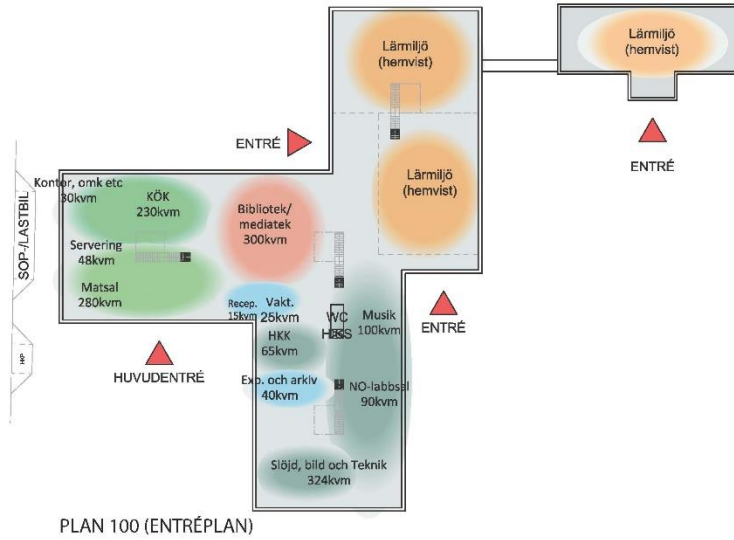 Lärmiljö
(hemvist)
Lärmiljö
(hemvist)
ENTRÉ
ENTRÉ
Kontor, omk etc
30kvm
KÖK
230kvm
Lärmiljö
(hemvist)
Bibliotek/
mediatek
300kvm
SOP-/LASTBIL
Servering
48kvm
Matsal
280kvm
Recep.
15kvm
Vakt.
25kvm
WC
Musik
100kvm
ENTRÉ
HKK
65kvm
HUVUDENTRÉ
Exp. och arkiv
40kvm
NO-labbsal
90kvm
Slöjd, bild och Teknik
324kvm
PLAN 100 (ENTRÉPLAN)